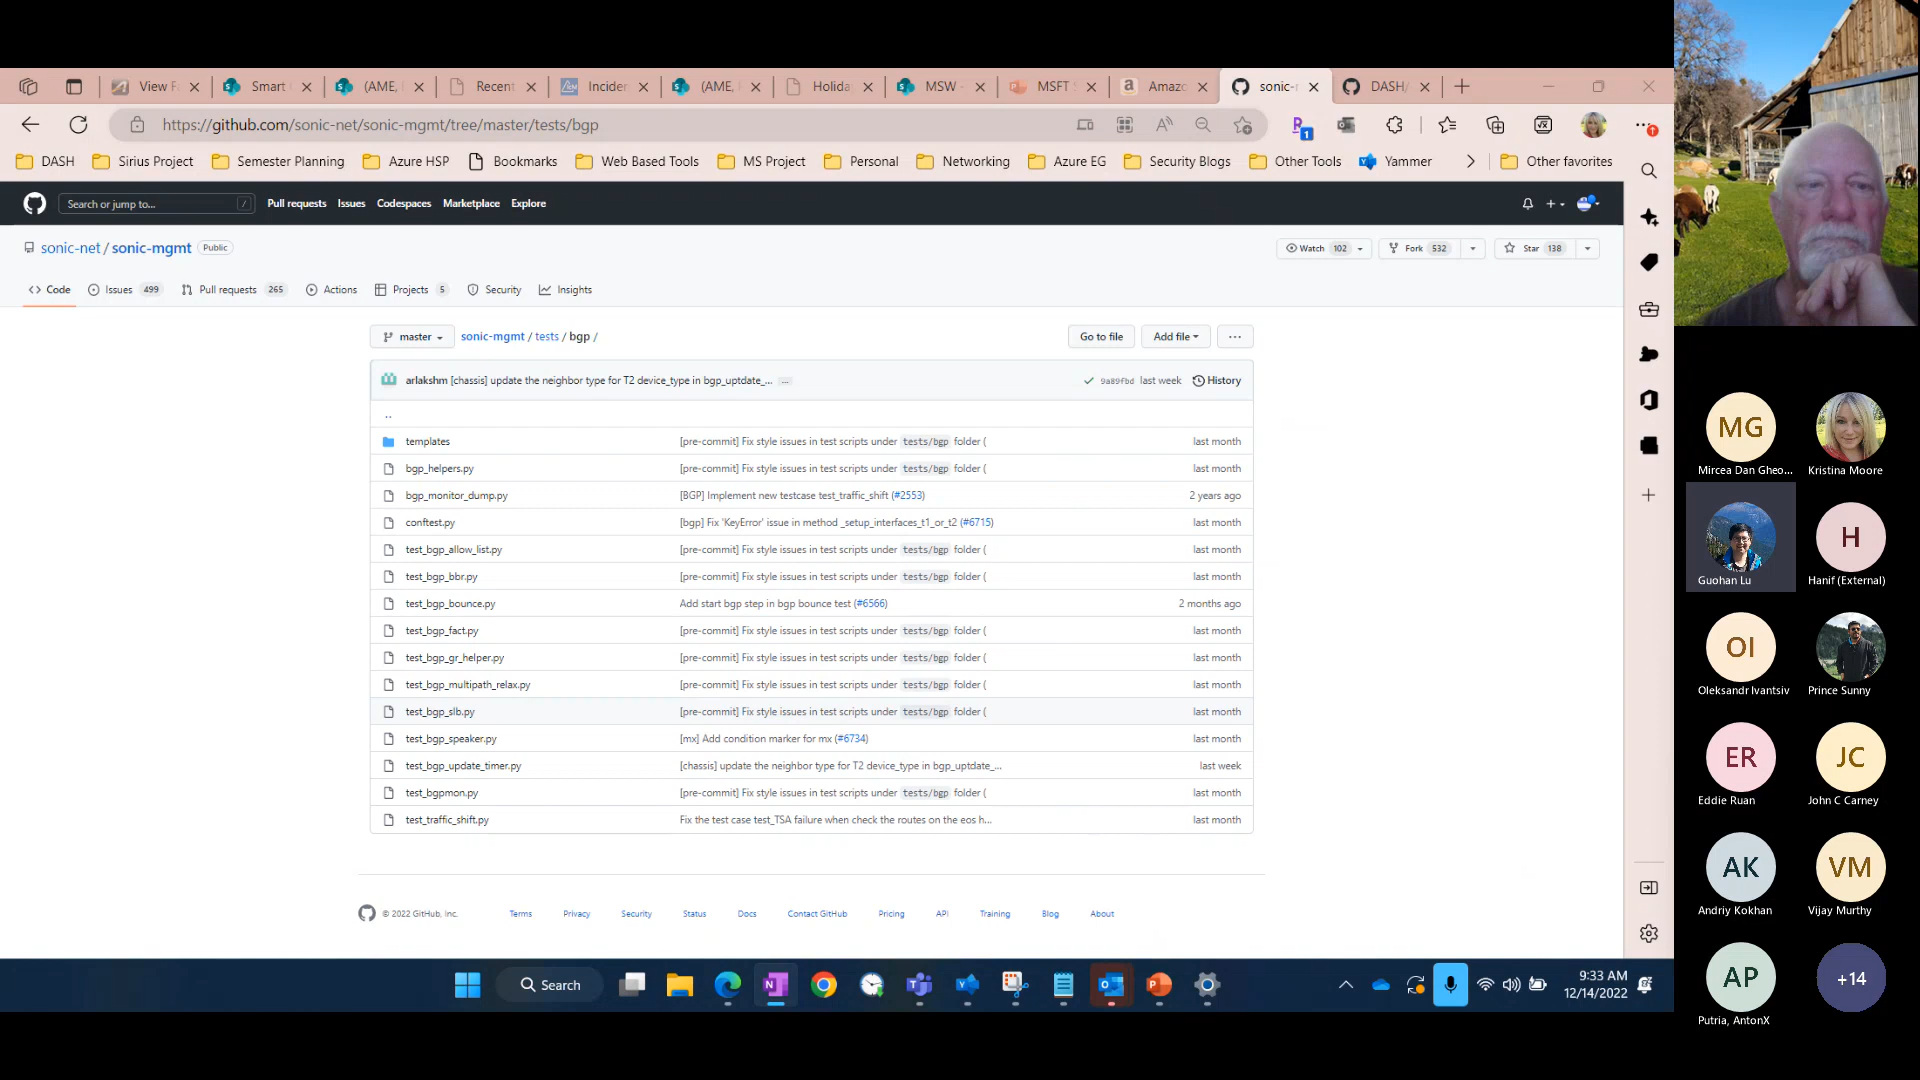 View F
Smart
(AME,
Recent
Incider
(AME,
Holida
MSW -
MSFT
Amazo
sonic-r
DASH/
https://github.com/sonic-net/sonic-mgmt/tree/master/tests/bgp
1
DASH
Sirius Project
Semester Planning
Azure HSP
Bookmarks
Web Based Tools
MS Project
Personal
Networking
Azure EG
Security Blogs
Other Tools
Yammer
Other favorites
Search or jump to...
/
Pull requests
Issues
Codespaces
Marketplace
Explore
sonic-net / sonic-mgmt Public
Watch 102
Fork 532
Star 138
Code
Issues 499
Pull requests 265
Actions
Projects 5
Security
Insights
master
sonic-mgmt / tests / bgp /
Go to file
Add file
...
arlakshm [chassis] update the neighbor type for T2 device_type in bgp_uptdate_... ...
9a89fbd last week
History
..
templates [pre-commit] Fix style issues in test scripts under tests/bgp folder ( last month
bgp_helpers.py [pre-commit] Fix style issues in test scripts under tests/bgp folder ( last month
bgp_monitor_dump.py [BGP] Implement new testcase test_traffic_shift (#2553) 2 years ago
conftest.py [bgp] Fix 'KeyError' issue in method _setup_interfaces_t1_or_t2 (#6715) last month
test_bgp_allow_list.py [pre-commit] Fix style issues in test scripts under tests/bgp folder ( last month
test_bgp_bbr.py [pre-commit] Fix style issues in test scripts under tests/bgp folder ( last month
test_bgp_bounce.py Add start bgp step in bgp bounce test (#6566) 2 months ago
test_bgp_fact.py [pre-commit] Fix style issues in test scripts under tests/bgp folder ( last month
test_bgp_gr_helper.py [pre-commit] Fix style issues in test scripts under tests/bgp folder ( last month
test_bgp_multipath_relax.py [pre-commit] Fix style issues in test scripts under tests/bgp folder ( last month
test_bgp_slb.py [pre-commit] Fix style issues in test scripts under tests/bgp folder ( last month
test_bgp_speaker.py [mx] Add condition marker for mx (#6734) last month
test_bgp_update_timer.py [chassis] update the neighbor type for T2 device_type in bgp_uptdate_... last week
test_bgpmon.py [pre-commit] Fix style issues in test scripts under tests/bgp folder ( last month
test_traffic_shift.py Fix the test case test_TSA failure when check the routes on the eos h... last month
© 2022 GitHub, Inc.
Terms
Privacy
Security
Status
Docs
Contact GitHub
Pricing
API
Training
Blog
About
Search
9:33 AM
12/14/2022
MG
Mircea Dan Gheo...
Kristina Moore
Guohan Lu
H
Hanif (External)
OI
Oleksandr Ivantsiv
Prince Sunny
ER
Eddie Ruan
JC
John C Carney
AK
Andriy Kokhan
VM
Vijay Murthy
AP
Putria, AntonX
+14